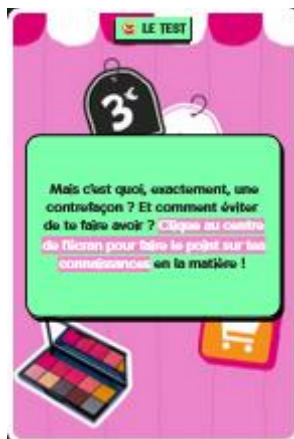 LE TEST
3€
Mais c'est quoi, exactement, une
contrefaçon ? Et comment éviter
de te faire avoir ? Clique au centre
de l'écran pour faire le point sur tes
connaissances en la matière !